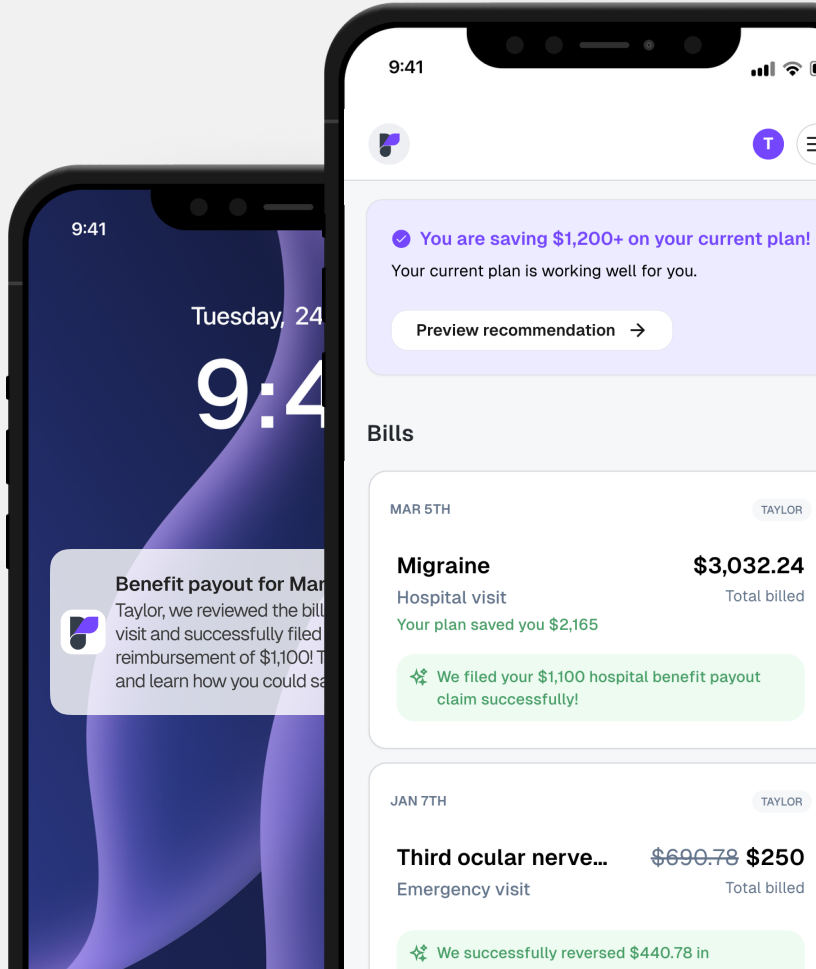 9:41
Tuesday, 24
9:4
Benefit payout for Mar
Taylor, we reviewed the bill
visit and successfully filed
reimbursement of $1,100! T
and learn how you could sa
9:41
T
You are saving $1,200+ on your current plan!
Your current plan is working well for you.
Preview recommendation
Bills
MAR 5TH
TAYLOR
Migraine $3,032.24
Hospital visit Total billed
Your plan saved you $2,165
We filed your $1,100 hospital benefit payout
claim successfully!
JAN 7TH
TAYLOR
Third ocular nerve... $690.78 $250
Emergency visit Total billed
We successfully reversed $440.78 in